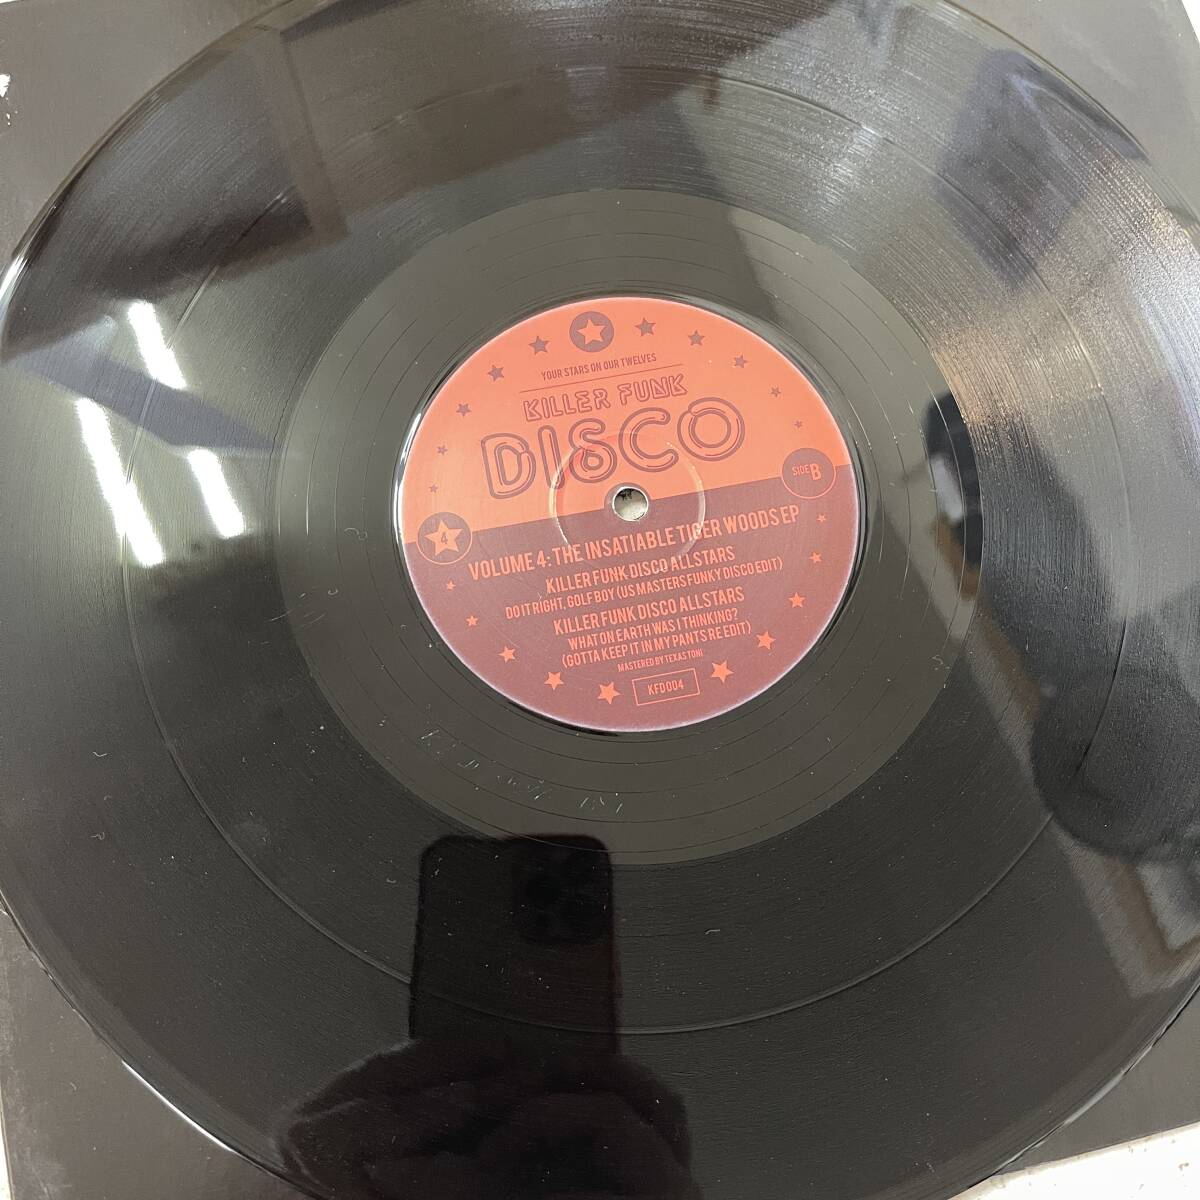 YOUR STARS ON OUR TWELVES
KILLER FUNK
DISCO
SIDE B
4
VOLUME 4: THE INSATIABLE TIGER WOODS EP
KILLER FUNK DISCO ALLSTARS
DO IT RIGHT, GOLF BOY (US MASTERS FUNKY DISCO EDIT)
KILLER FUNK DISCO ALLSTARS
WHAT ON EARTH WAS I THINKING?
(GOTTA KEEP IT IN MY PANTS RE EDIT)
MASTERED BY TEXAS TONI
KFD004